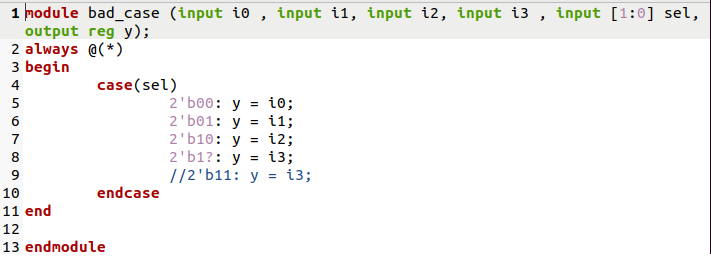 1 module bad_case (input i0 , input i1, input i2, input i3 , input [1:0] sel,
output reg y);
2 always @(*)
3 begin
4 case(sel)
5 2'b00: y = i0;
6 2'b01: y = i1;
7 2'b10: y = i2;
8 2'b1?: y = i3;
9 //2'b11: y = i3;
10 endcase
11 end
12
13 endmodule